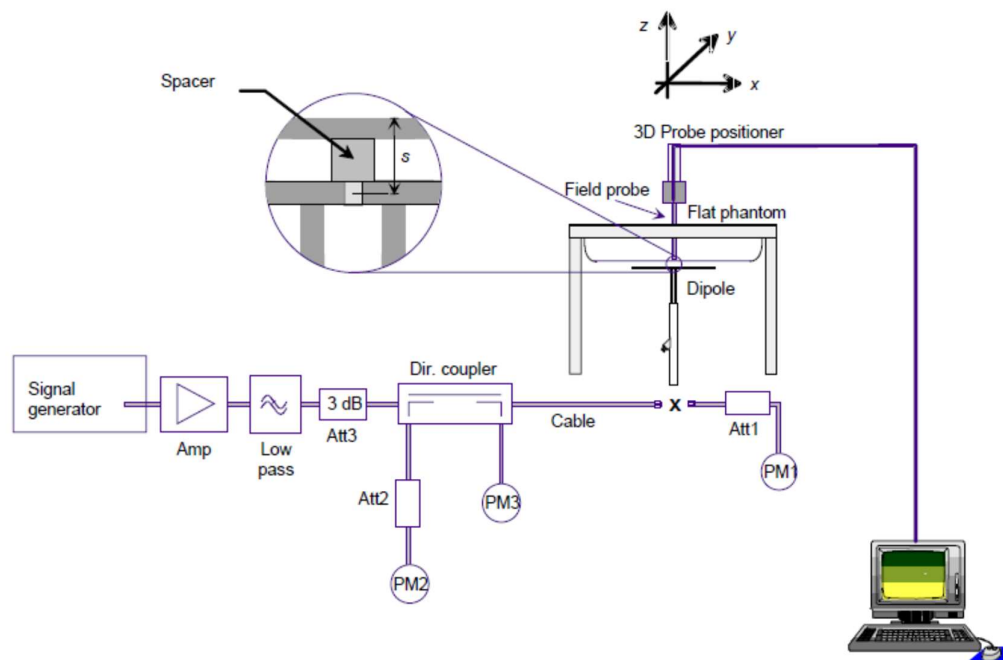 z
y
x
Spacer
s
3D Probe positioner
Field probe
Flat phantom
Dipole
Signal
generator
Amp
Low
pass
3 dB
Att3
Dir. coupler
Cable
X
Att1
PM1
Att2
PM3
PM2